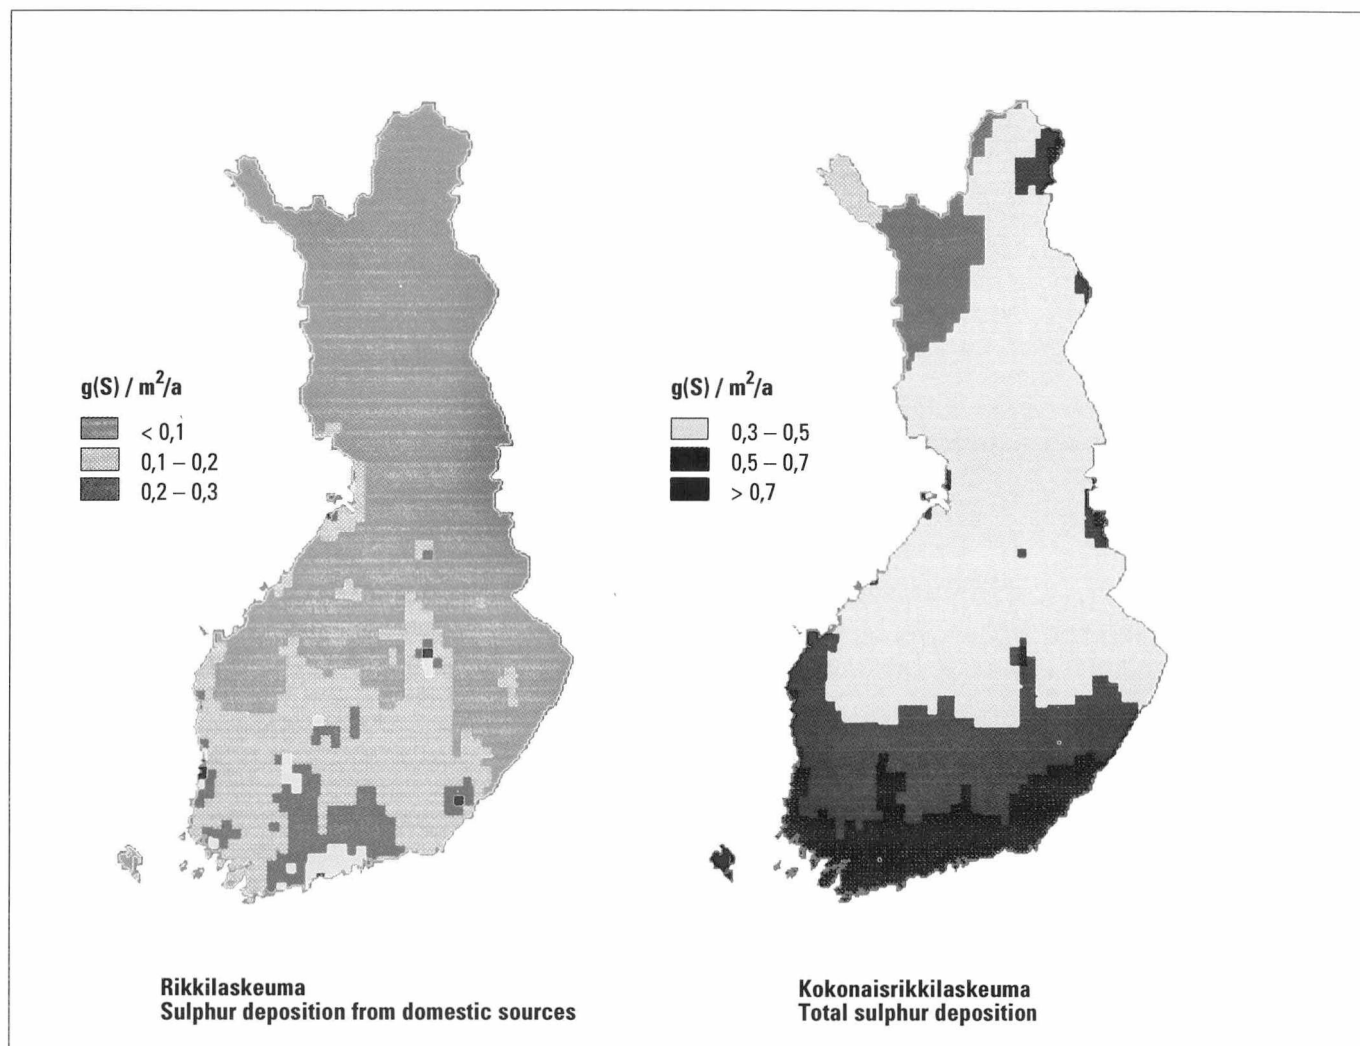 g(S) / m²/a
< 0,1
0,1 – 0,2
0,2 – 0,3
g(S) / m²/a
0,3 – 0,5
0,5 – 0,7
> 0,7
Rikkilaskeuma
Sulphur deposition from domestic sources
Kokonaisrikkilaskeuma
Total sulphur deposition